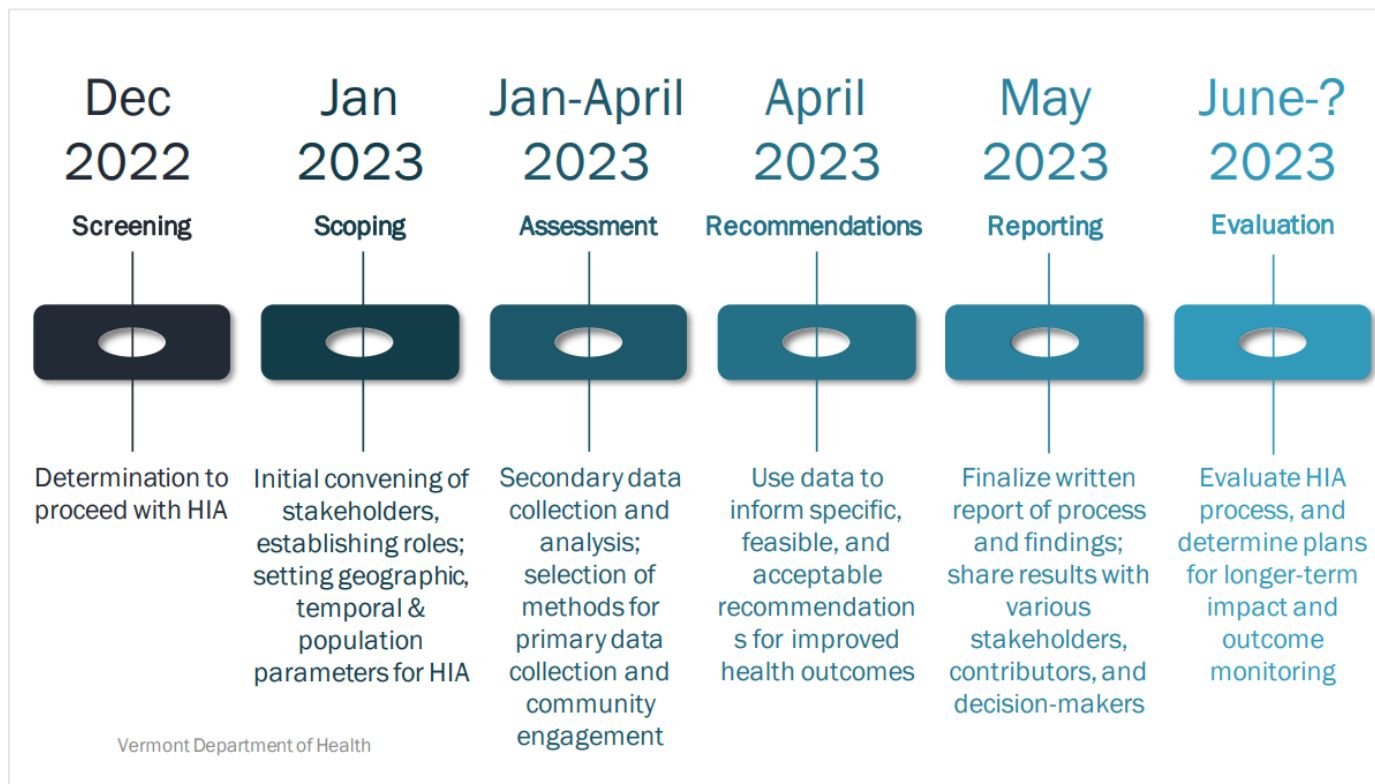 Dec
2022
Screening
Determination to
proceed with HIA
Jan
2023
Scoping
Initial convening of
stakeholders,
establishing roles;
setting geographic,
temporal &
population
parameters for HIA
Jan-April
2023
Assessment
Secondary data
collection and
analysis;
selection of
methods for
primary data
collection and
community
engagement
April
2023
Recommendations
Use data to
inform specific,
feasible, and
acceptable
recommendation
s for improved
health outcomes
May
2023
Reporting
Finalize written
report of process
and findings;
share results with
various
stakeholders,
contributors, and
decision-makers
June-?
2023
Evaluation
Evaluate HIA
process, and
determine plans
for longer-term
impact and
outcome
monitoring
Vermont Department of Health